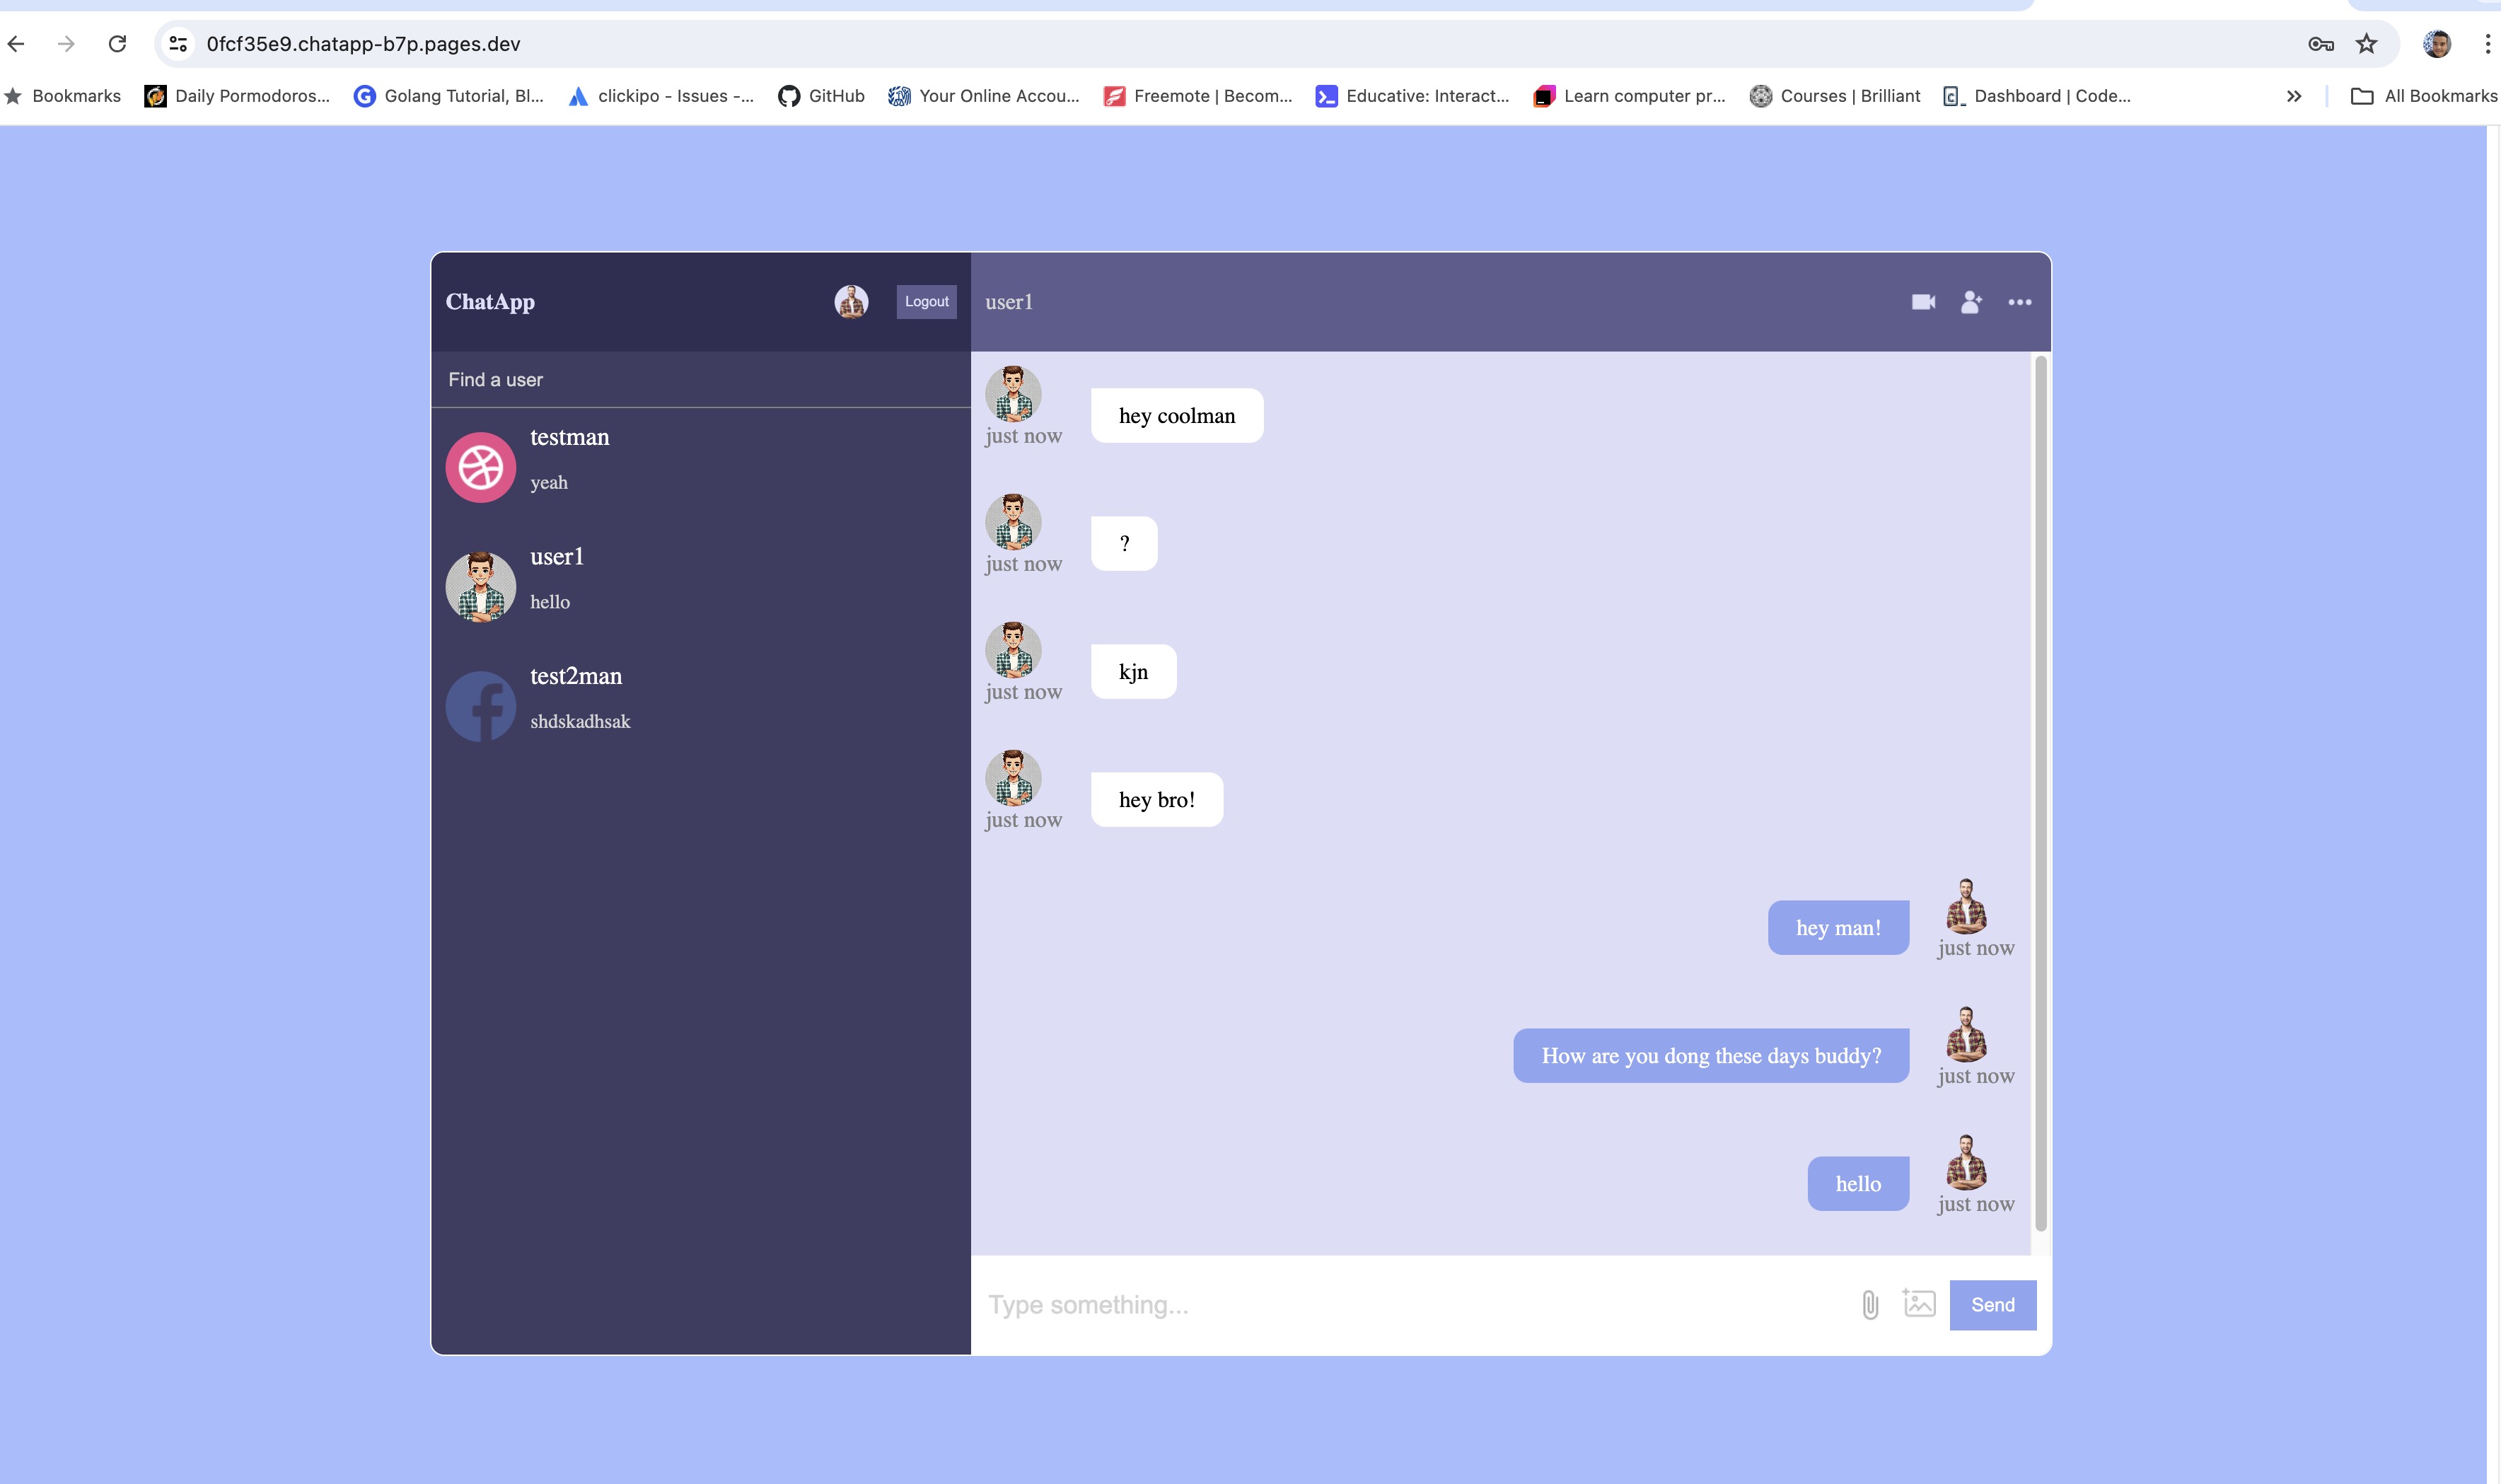 0fcf35e9.chatapp-b7p.pages.dev
Bookmarks
Daily Pormodoros...
Golang Tutorial, Bl...
clickipo - Issues -...
GitHub
Your Online Accou...
Freemote | Becom...
Educative: Interact...
Learn computer pr...
Courses | Brilliant
Dashboard | Code...
All Bookmarks
ChatApp
Logout
Find a user
testman
yeah
user1
hello
test2man
shdskadhsak
user1
hey coolman
just now
?
just now
kjn
just now
hey bro!
just now
hey man!
just now
How are you dong these days buddy?
just now
hello
just now
Type something...
Send